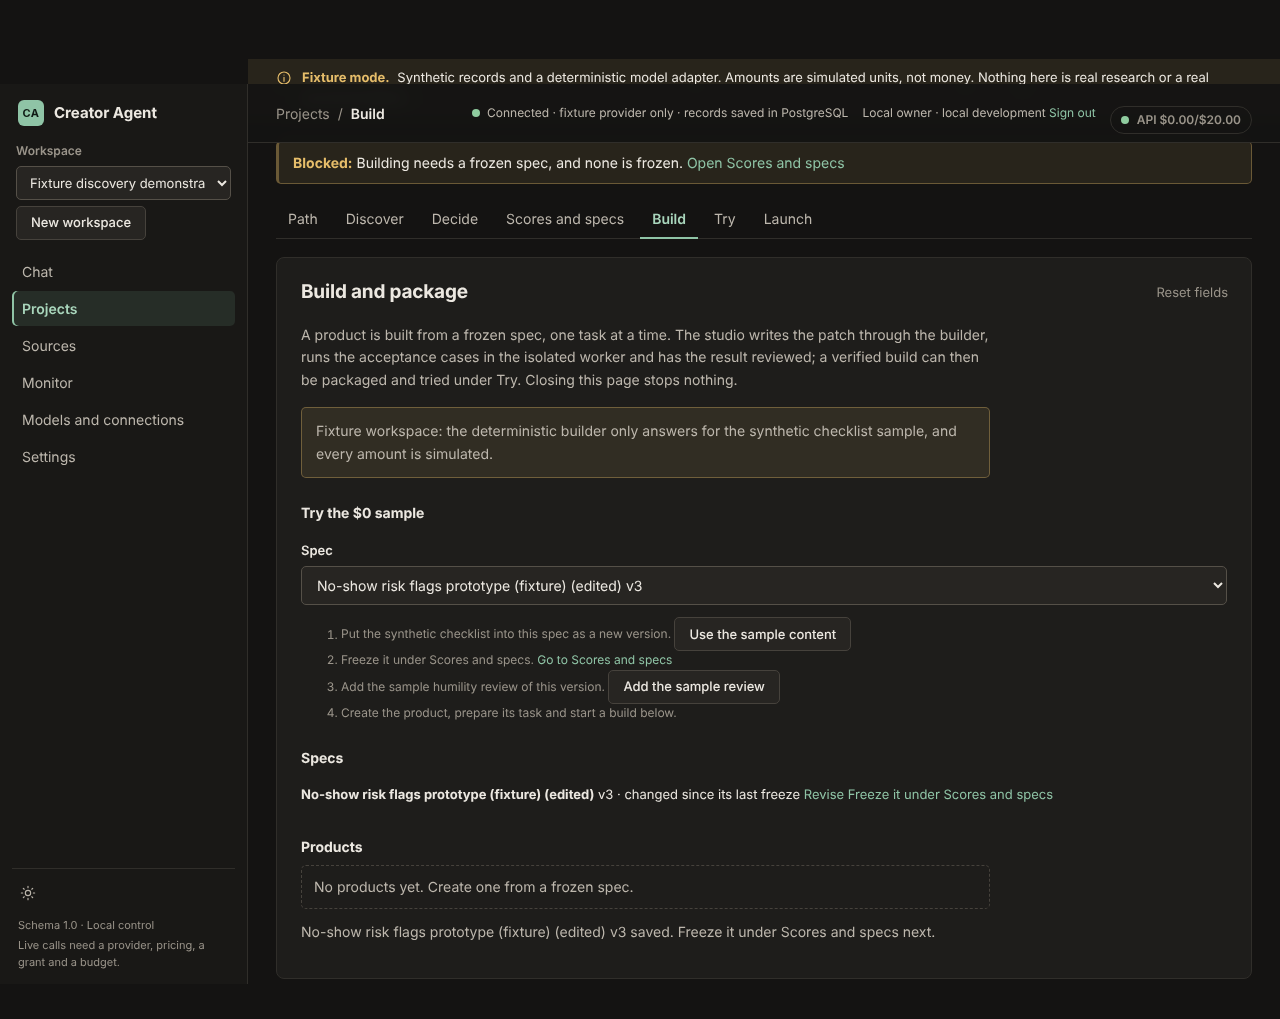 Fixture mode. Synthetic records and a deterministic model adapter. Amounts are simulated units, not money. Nothing here is real research or a real
CA Creator Agent
Workspace
Fixture discovery demonstra
New workspace
Chat
Projects
Sources
Monitor
Models and connections
Settings
Schema 1.0 · Local control
Live calls need a provider, pricing, a
grant and a budget.
Projects / Build
Connected · fixture provider only · records saved in PostgreSQL
Local owner · local development Sign out
API $0.00/$20.00
Blocked: Building needs a frozen spec, and none is frozen. Open Scores and specs
Path Discover Decide Scores and specs Build Try Launch
Build and package
Reset fields
A product is built from a frozen spec, one task at a time. The studio writes the patch through the builder,
runs the acceptance cases in the isolated worker and has the result reviewed; a verified build can then
be packaged and tried under Try. Closing this page stops nothing.
Fixture workspace: the deterministic builder only answers for the synthetic checklist sample, and
every amount is simulated.
Try the $0 sample
Spec
No-show risk flags prototype (fixture) (edited) v3
1. Put the synthetic checklist into this spec as a new version. Use the sample content
2. Freeze it under Scores and specs. Go to Scores and specs
3. Add the sample humility review of this version. Add the sample review
4. Create the product, prepare its task and start a build below.
Specs
No-show risk flags prototype (fixture) (edited) v3 · changed since its last freeze Revise Freeze it under Scores and specs
Products
No products yet. Create one from a frozen spec.
No-show risk flags prototype (fixture) (edited) v3 saved. Freeze it under Scores and specs next.